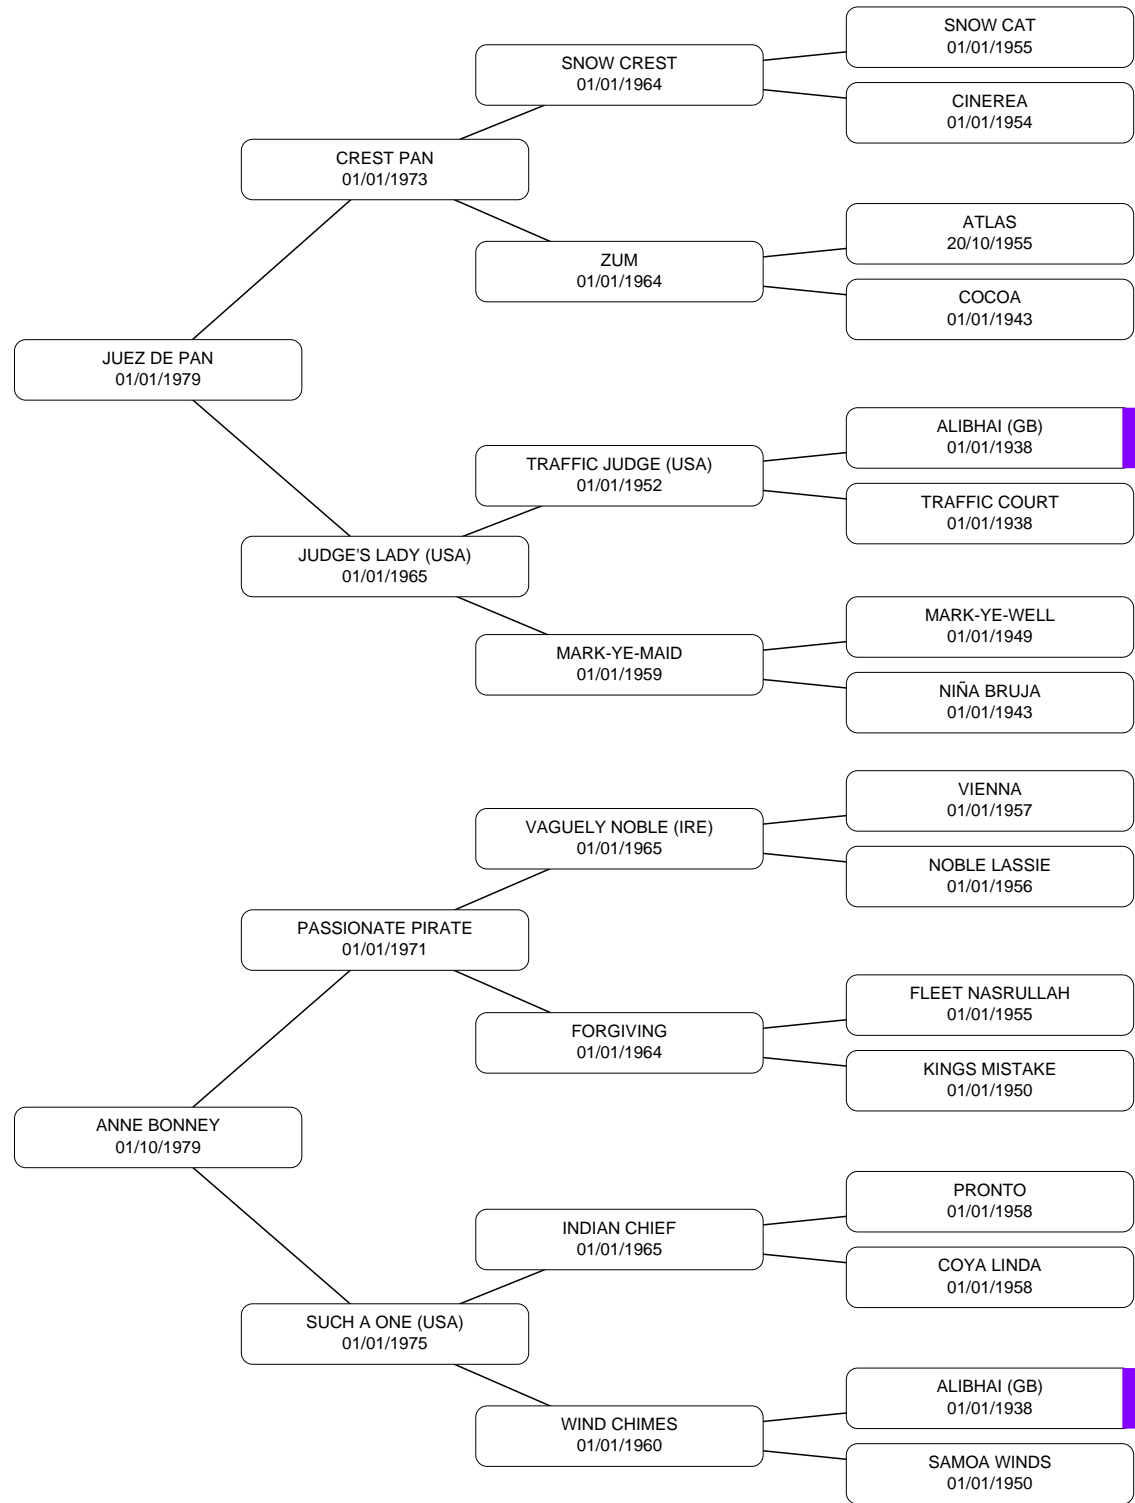 SNOW CAT
01/01/1955
SNOW CREST
01/01/1964
CINEREA
01/01/1954
CREST PAN
01/01/1973
ATLAS
20/10/1955
ZUM
01/01/1964
COCOA
01/01/1943
JUEZ DE PAN
01/01/1979
ALIBHAI (GB)
01/01/1938
TRAFFIC JUDGE (USA)
01/01/1952
TRAFFIC COURT
01/01/1938
JUDGE'S LADY (USA)
01/01/1965
MARK-YE-WELL
01/01/1949
MARK-YE-MAID
01/01/1959
NIÑA BRUJA
01/01/1943
VIENNA
01/01/1957
VAGUELY NOBLE (IRE)
01/01/1965
NOBLE LASSIE
01/01/1956
PASSIONATE PIRATE
01/01/1971
FLEET NASRULLAH
01/01/1955
FORGIVING
01/01/1964
KINGS MISTAKE
01/01/1950
ANNE BONNEY
01/10/1979
PRONTO
01/01/1958
INDIAN CHIEF
01/01/1965
COYA LINDA
01/01/1958
SUCH A ONE (USA)
01/01/1975
ALIBHAI (GB)
01/01/1938
WIND CHIMES
01/01/1960
SAMOA WINDS
01/01/1950